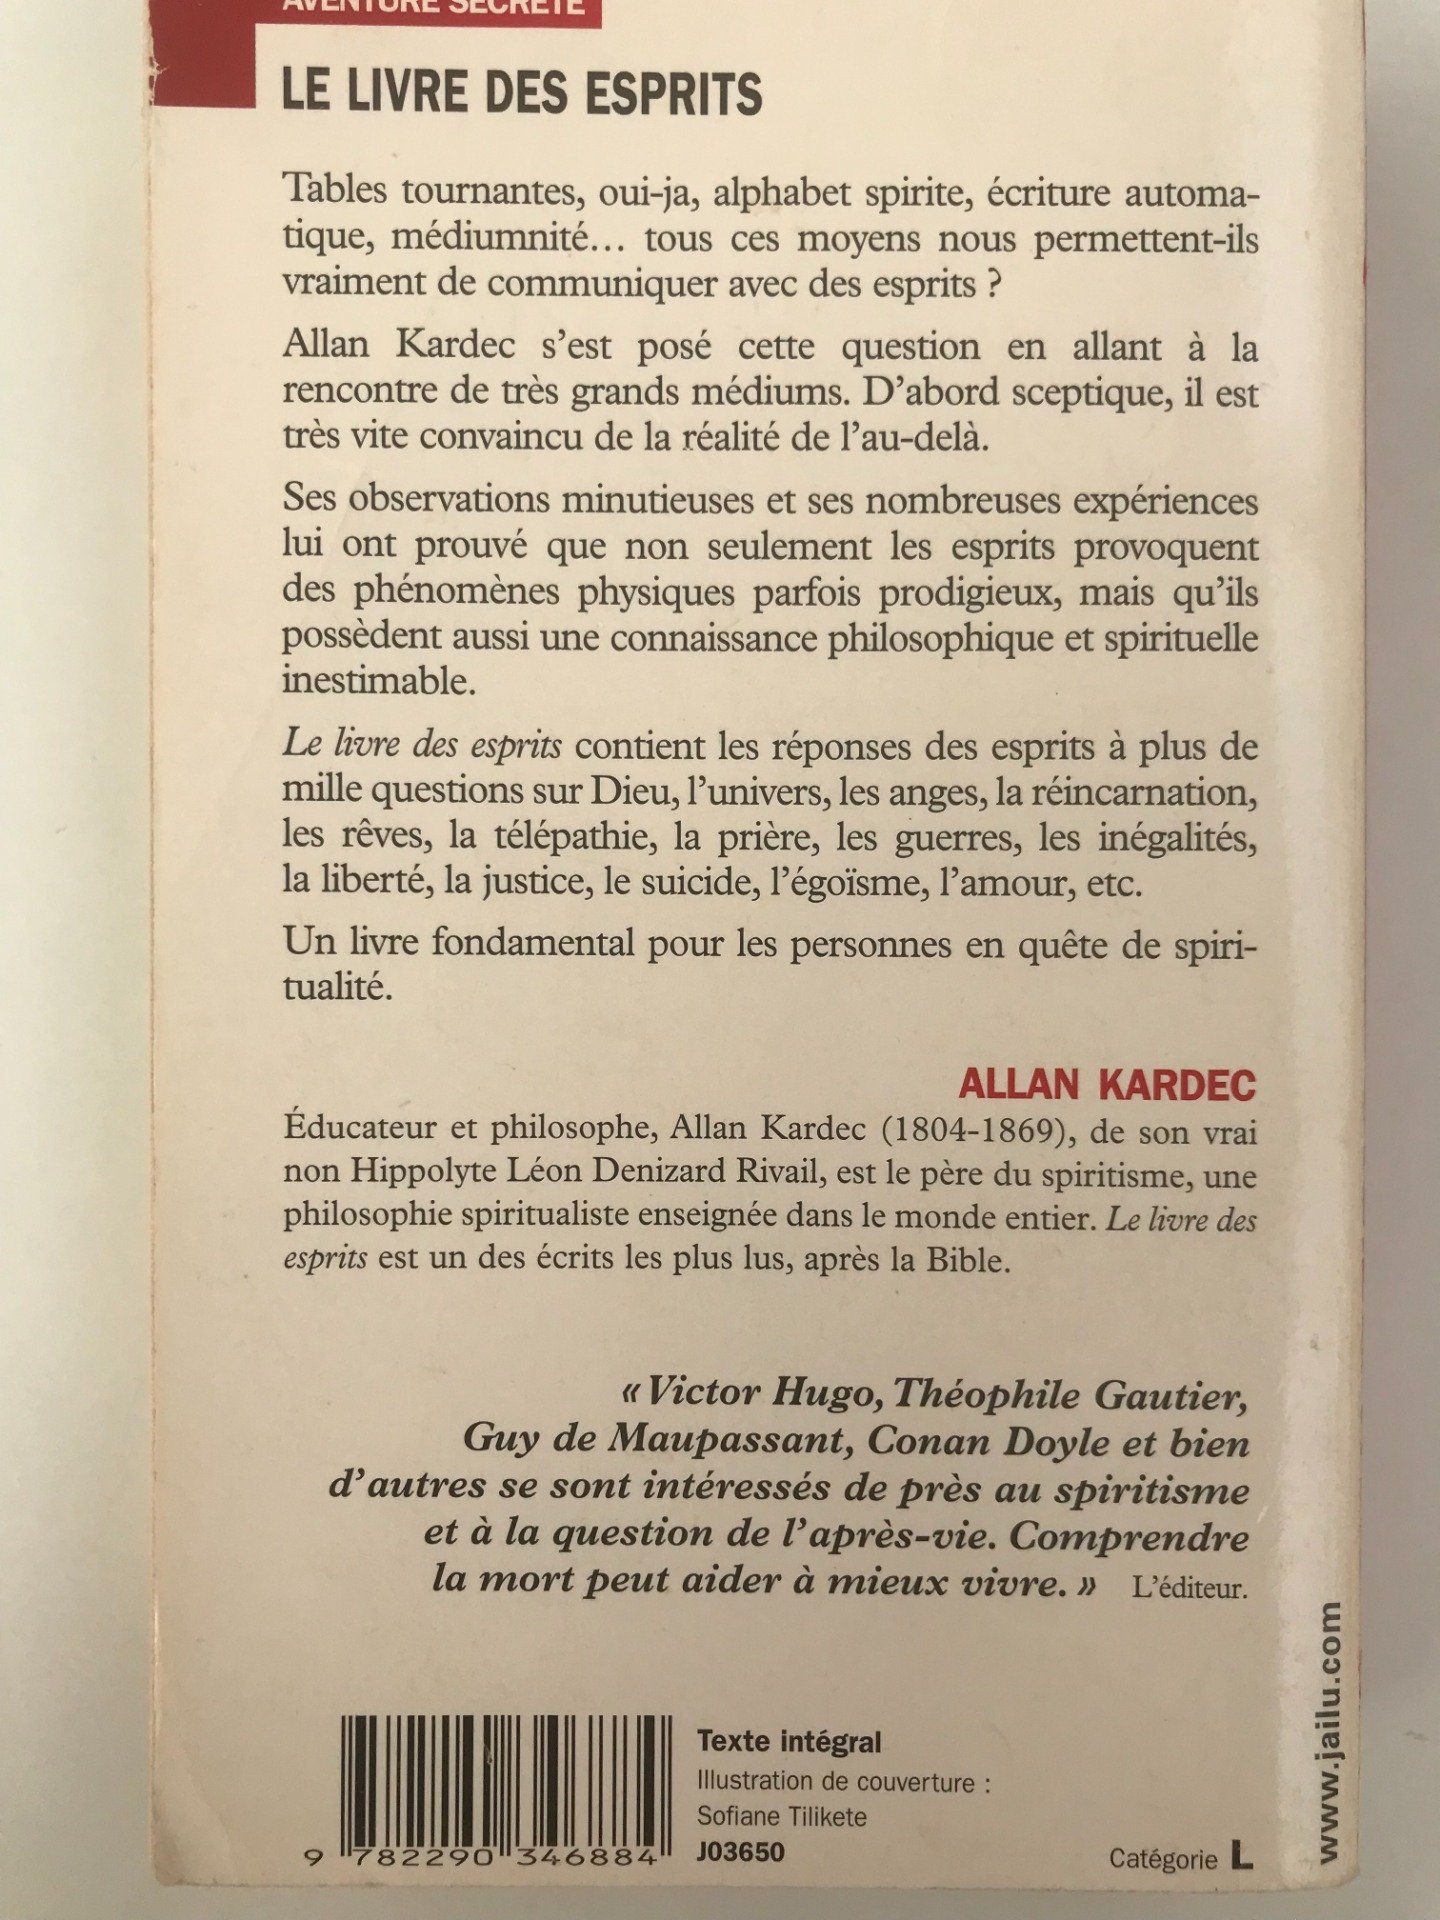 AVENTURE SECRÈTE
LE LIVRE DES ESPRITS
Tables tournantes, oui-ja, alphabet spirite, écriture automa-
tique, médiumnité… tous ces moyens nous permettent-ils
vraiment de communiquer avec des esprits ?
Allan Kardec s’est posé cette question en allant à la
rencontre de très grands médiums. D’abord sceptique, il est
très vite convaincu de la réalité de l’au-delà.
Ses observations minutieuses et ses nombreuses expériences
lui ont prouvé que non seulement les esprits provoquent
des phénomènes physiques parfois prodigieux, mais qu’ils
possèdent aussi une connaissance philosophique et spirituelle
inestimable.
Le livre des esprits contient les réponses des esprits à plus de
mille questions sur Dieu, l’univers, les anges, la réincarnation,
les rêves, la télépathie, la prière, les guerres, les inégalités,
la liberté, la justice, le suicide, l’égoïsme, l’amour, etc.
Un livre fondamental pour les personnes en quête de spiri-
tualité.
ALLAN KARDEC
Éducateur et philosophe, Allan Kardec (1804-1869), de son vrai
non Hippolyte Léon Denizard Rivail, est le père du spiritisme, une
philosophie spiritualiste enseignée dans le monde entier. Le livre des
esprits est un des écrits les plus lus, après la Bible.
« Victor Hugo, Théophile Gautier,
Guy de Maupassant, Conan Doyle et bien
d’autres se sont intéressés de près au spiritisme
et à la question de l’après-vie. Comprendre
la mort peut aider à mieux vivre. » L’éditeur.
www.jailu.com
Texte intégral
Illustration de couverture :
Sofiane Tilikete
J03650
9 782290 346884
Catégorie L